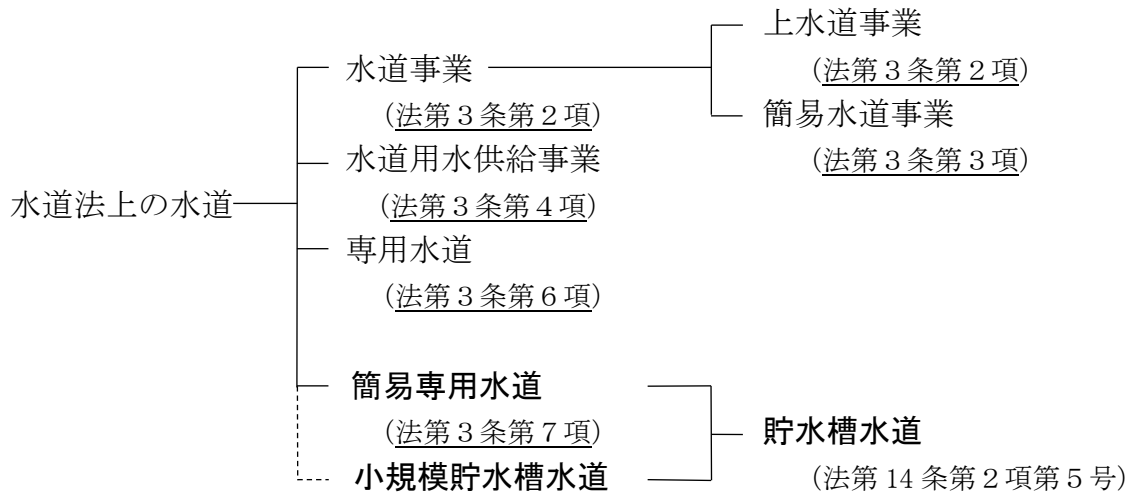 上水道事業
水道事業
(法第３条第２項)
(法第３条第２項)
簡易水道事業
水道用水供給事業
(法第３条第３項)
水道法上の水道
(法第３条第４項)
専用水道
(法第３条第６項)
簡易専用水道
(法第３条第７項)
貯水槽水道
小規模貯水槽水道
(法第 14 条第２項第５号)